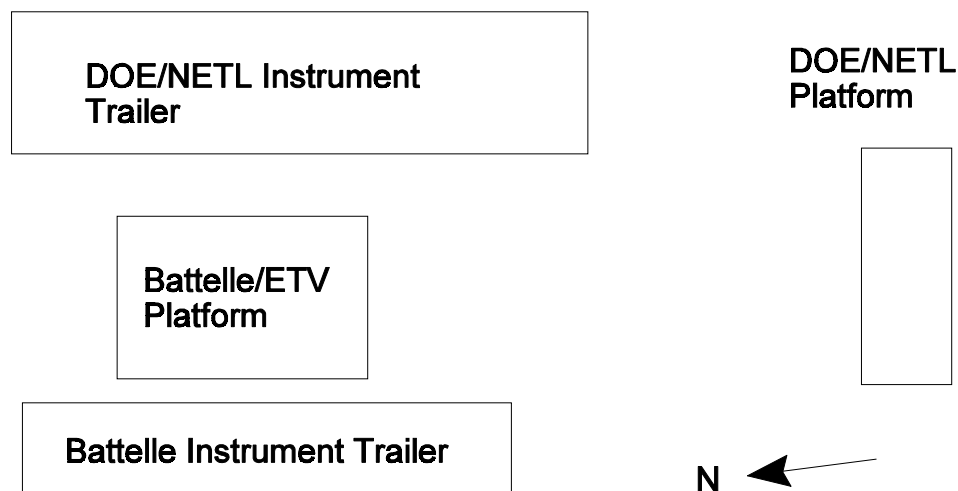 DOE/NETL Instrument
Trailer
DOE/NETL
Platform
Battelle/ETV
Platform
Battelle Instrument Trailer
N